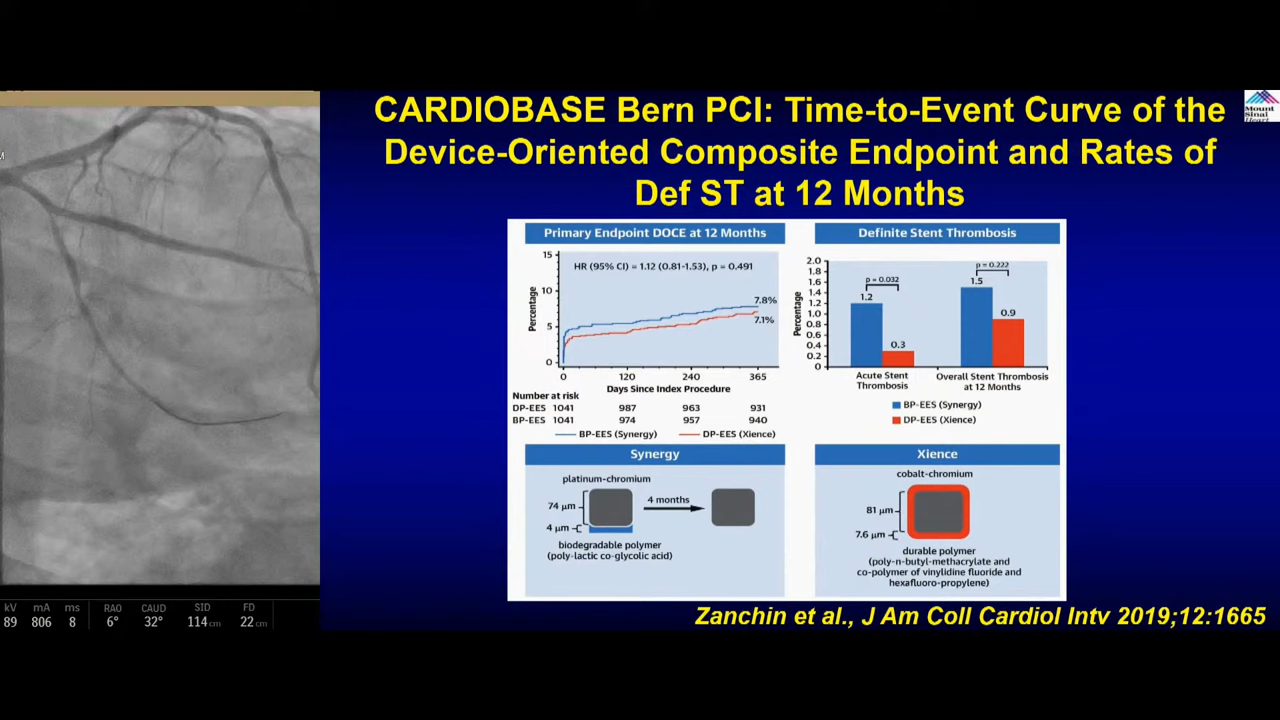 CARDIOBASE Bern PCI: Time-to-Event Curve of the
Device-Oriented Composite Endpoint and Rates of
Def ST at 12 Months
Mount
Sinai
Heart
M
Primary Endpoint DOCE at 12 Months
HR (95% CI) = 1.12 (0.81-1.53), p = 0.491
Percentage
15
10
5
0
7.8%
7.1%
0 120 240 365
Days Since Index Procedure
Number at risk
DP-EES 1041 987 963 931
BP-EES 1041 974 957 940
BP-EES (Synergy) DP-EES (Xience)
Definite Stent Thrombosis
Percentage
2.0
1.8
1.6
1.4
1.2
1.0
0.8
0.6
0.4
0.2
0
p = 0.032
1.2
0.3
p = 0.222
1.5
0.9
Acute Stent
Thrombosis
Overall Stent Thrombosis
at 12 Months
BP-EES (Synergy)
DP-EES (Xience)
Synergy
platinum-chromium
74 μm
4 μm
4 months
biodegradable polymer
(poly-lactic co-glycolic acid)
Xience
cobalt-chromium
81 μm
7.6 μm
durable polymer
(poly-n-butyl-methacrylate and
co-polymer of vinylidine fluoride and
hexafluoro-propylene)
Zanchin et al., J Am Coll Cardiol Intv 2019;12:1665
kV mA ms RAO CAUD SID FD
89 806 8 6° 32° 114 cm 22 cm